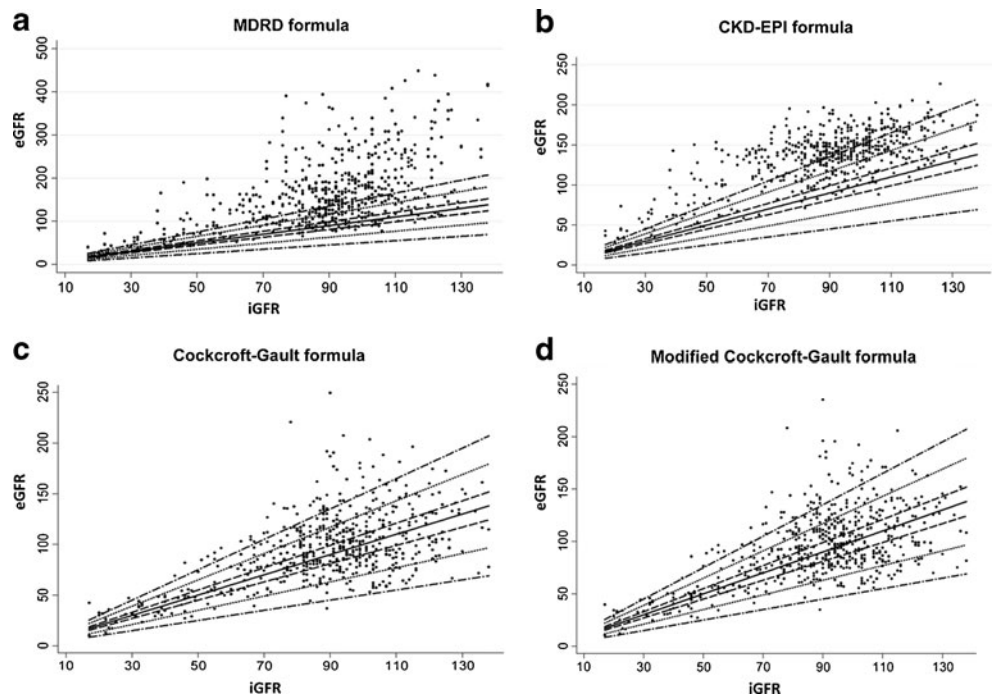 a
MDRD formula
eGFR
500
400
300
200
100
0
10 30 50 70 90 110 130
iGFR
b
CKD-EPI formula
eGFR
250
200
150
100
50
0
10 30 50 70 90 110 130
iGFR
c
Cockcroft-Gault formula
eGFR
250
200
150
100
50
0
10 30 50 70 90 110 130
iGFR
d
Modified Cockcroft-Gault formula
eGFR
250
200
150
100
50
0
10 30 50 70 90 110 130
iGFR